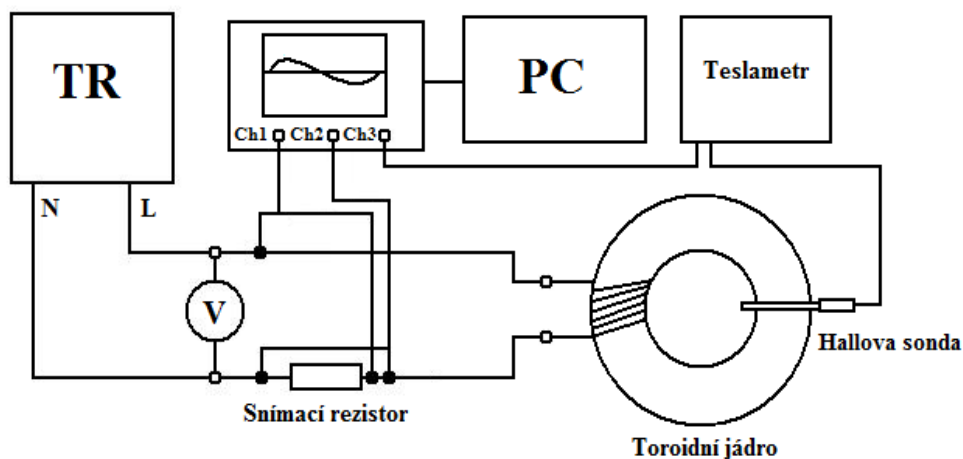 TR
PC
Teslametr
Ch1 Ch2 Ch3
N L
V
Hallova sonda
Snímací rezistor
Toroidní jádro